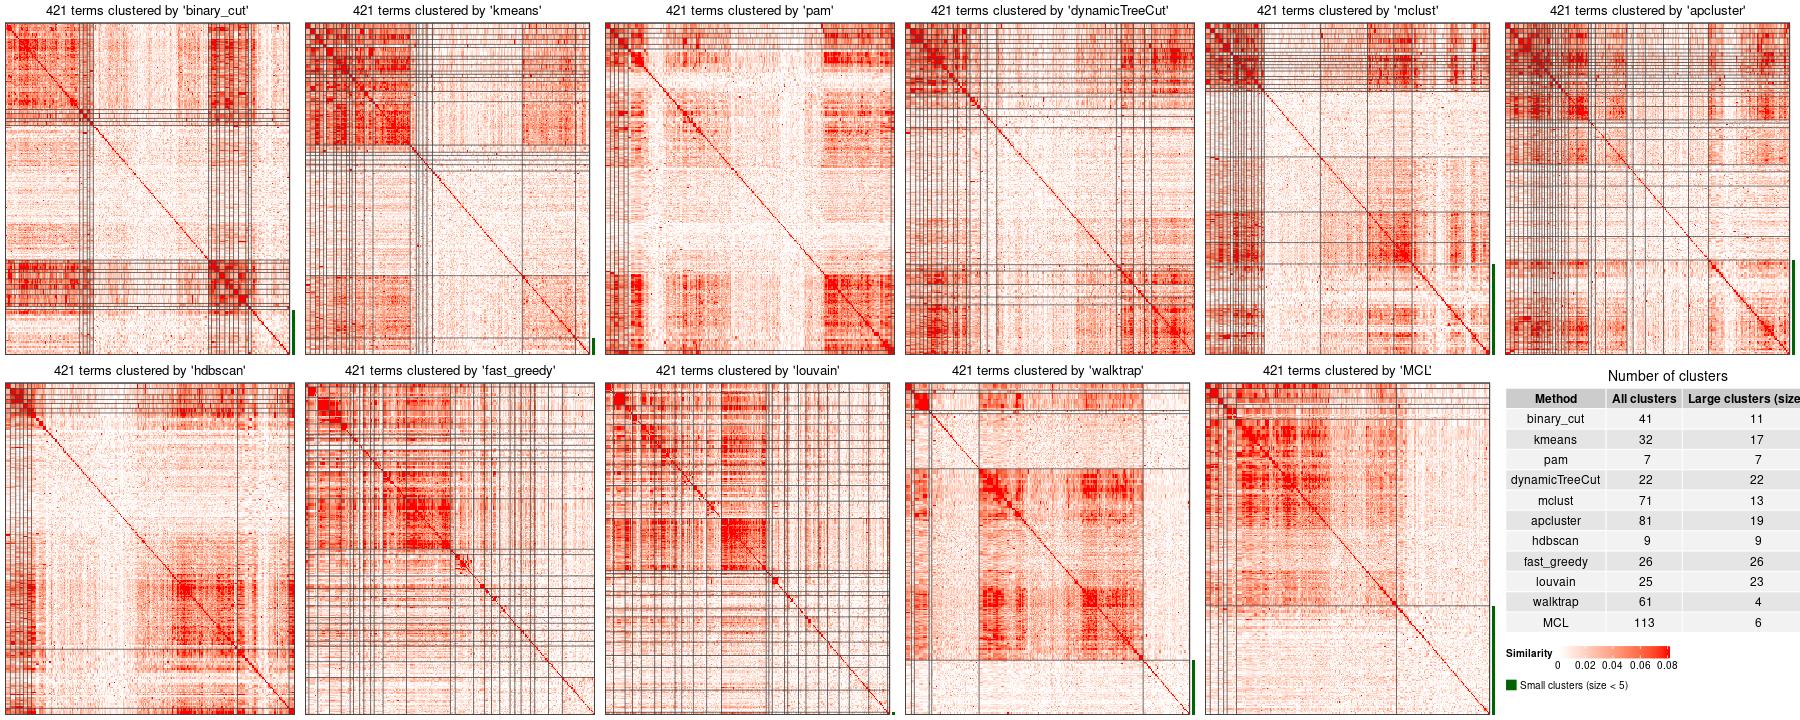 421 terms clustered by 'binary_cut'
421 terms clustered by 'kmeans'
421 terms clustered by 'pam'
421 terms clustered by 'dynamicTreeCut'
421 terms clustered by 'mclust'
421 terms clustered by 'apcluster'
421 terms clustered by 'hdbscan'
421 terms clustered by 'fast_greedy'
421 terms clustered by 'louvain'
421 terms clustered by 'walktrap'
421 terms clustered by 'MCL'
Number of clusters
Method All clusters Large clusters (size
binary_cut 41 11
kmeans 32 17
pam 7 7
dynamicTreeCut 22 22
mclust 71 13
apcluster 81 19
hdbscan 9 9
fast_greedy 26 26
louvain 25 23
walktrap 61 4
MCL 113 6
Similarity
0 0.02 0.04 0.06 0.08
Small clusters (size < 5)